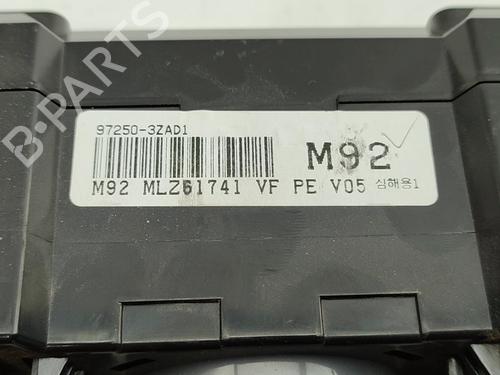 B-PARTS
97250-3ZAD1
M92
M92 MLZ61741 VF PE V05 심해용1